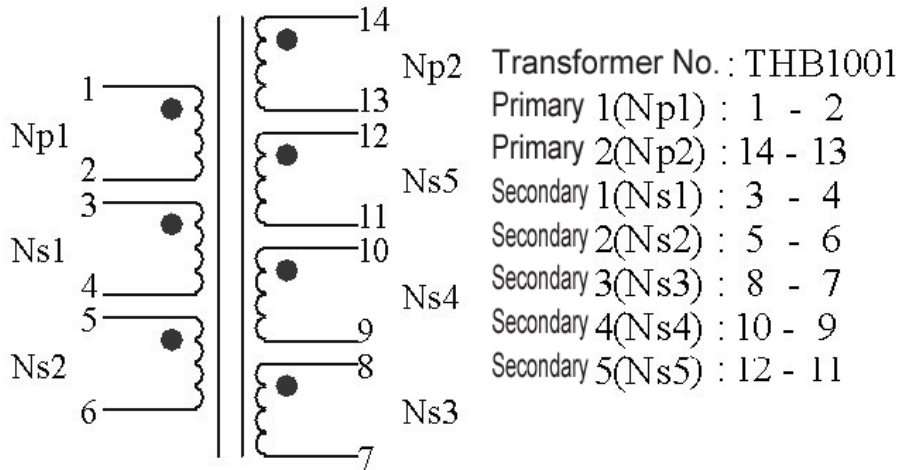 14
Np2
13
1
Np1
2
12
Ns5
11
3
Ns1
4
10
Ns4
9
5
Ns2
6
8
Ns3
7
Transformer No. : THB1001
Primary 1(Np1) : 1 - 2
Primary 2(Np2) : 14 - 13
Secondary 1(Ns1) : 3 - 4
Secondary 2(Ns2) : 5 - 6
Secondary 3(Ns3) : 8 - 7
Secondary 4(Ns4) : 10 - 9
Secondary 5(Ns5) : 12 - 11